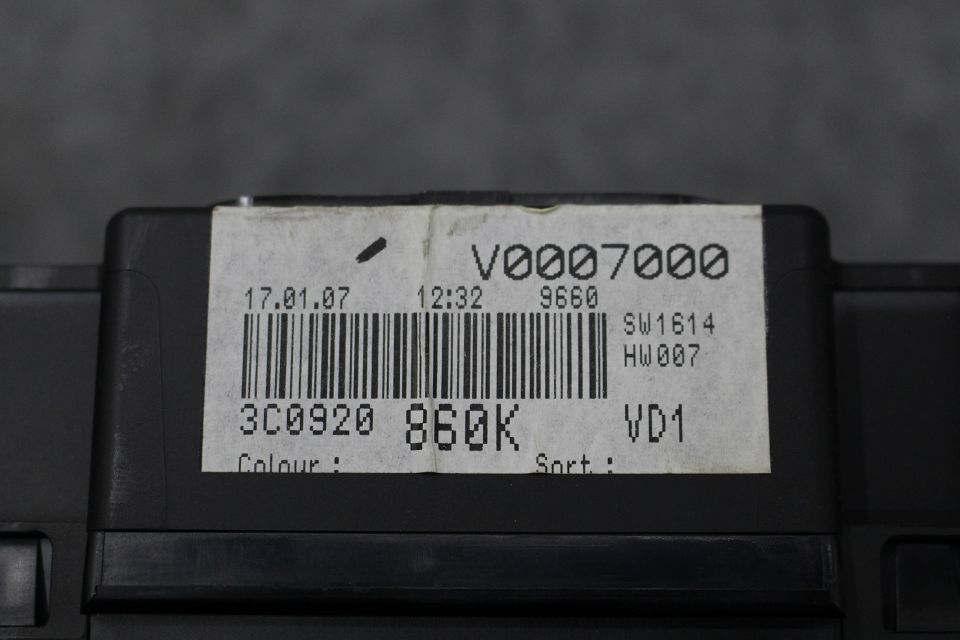 V0007000
17.01.07 12:32 9660
SW1614
HW007
3C0920 860K VD1
Colour : Sort :